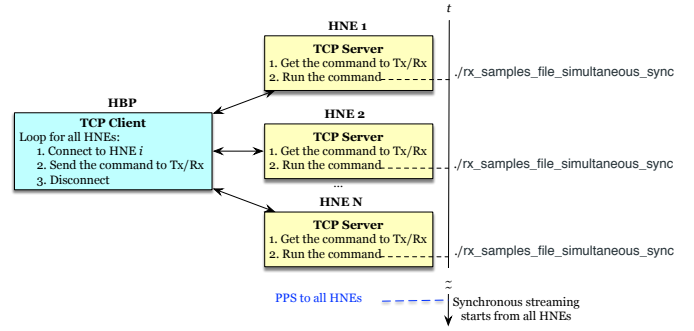 t
HNE 1
TCP Server
1. Get the command to Tx/Rx
2. Run the command
./rx_samples_file_simultaneous_sync
HBP
TCP Client
Loop for all HNEs:
1. Connect to HNE i
2. Send the command to Tx/Rx
3. Disconnect
HNE 2
TCP Server
1. Get the command to Tx/Rx
2. Run the command
./rx_samples_file_simultaneous_sync
...
HNE N
TCP Server
1. Get the command to Tx/Rx
2. Run the command
./rx_samples_file_simultaneous_sync
PPS to all HNEs
Synchronous streaming
starts from all HNEs